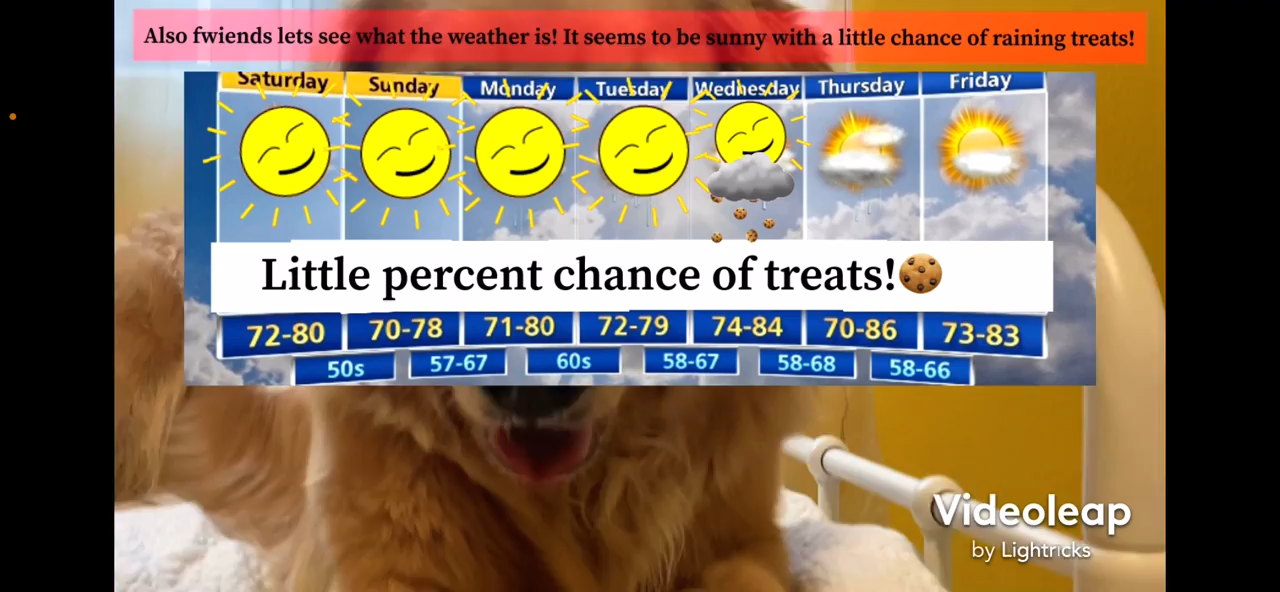 Also fwiends lets see what the weather is! It seems to be sunny with a little chance of raining treats!
Saturday Sunday Monday Tuesday Wednesday Thursday Friday
Little percent chance of treats!
72-80 70-78 71-80 72-79 74-84 70-86 73-83
50s 57-67 60s 58-67 58-68 58-66
Videoleap
by Lightricks